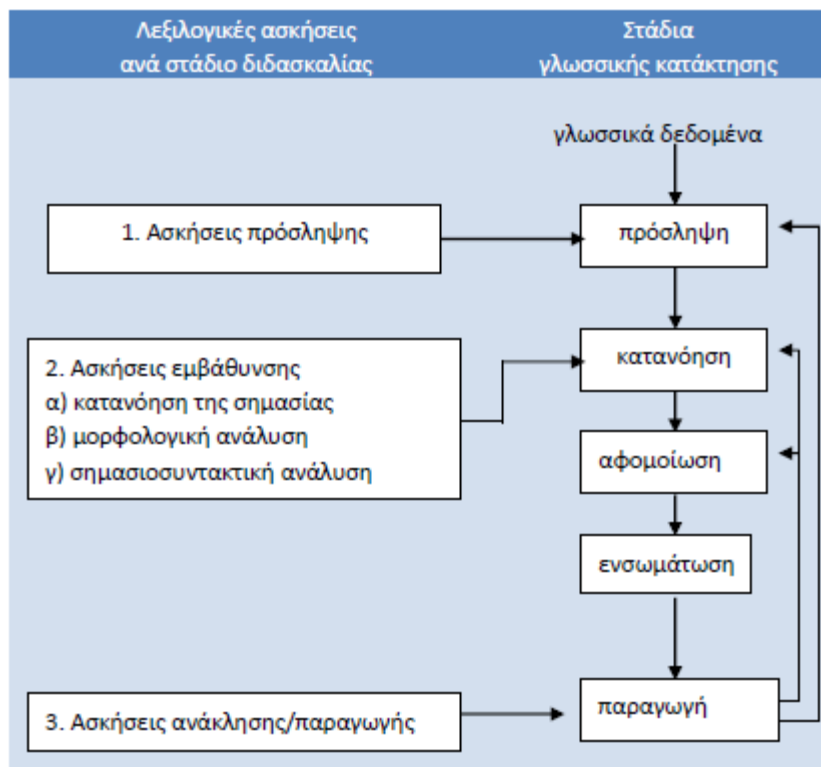 Λεξιλογικές ασκήσεις
ανά στάδιο διδασκαλίας
Στάδια
γλωσσικής κατάκτησης
γλωσσικά δεδομένα
1. Ασκήσεις πρόσληψης
πρόσληψη
2. Ασκήσεις εμβάθυνσης
α) κατανόηση της σημασίας
β) μορφολογική ανάλυση
γ) σημασιοσυντακτική ανάλυση
κατανόηση
αφομοίωση
ενσωμάτωση
3. Ασκήσεις ανάκλησης/παραγωγής
παραγωγή